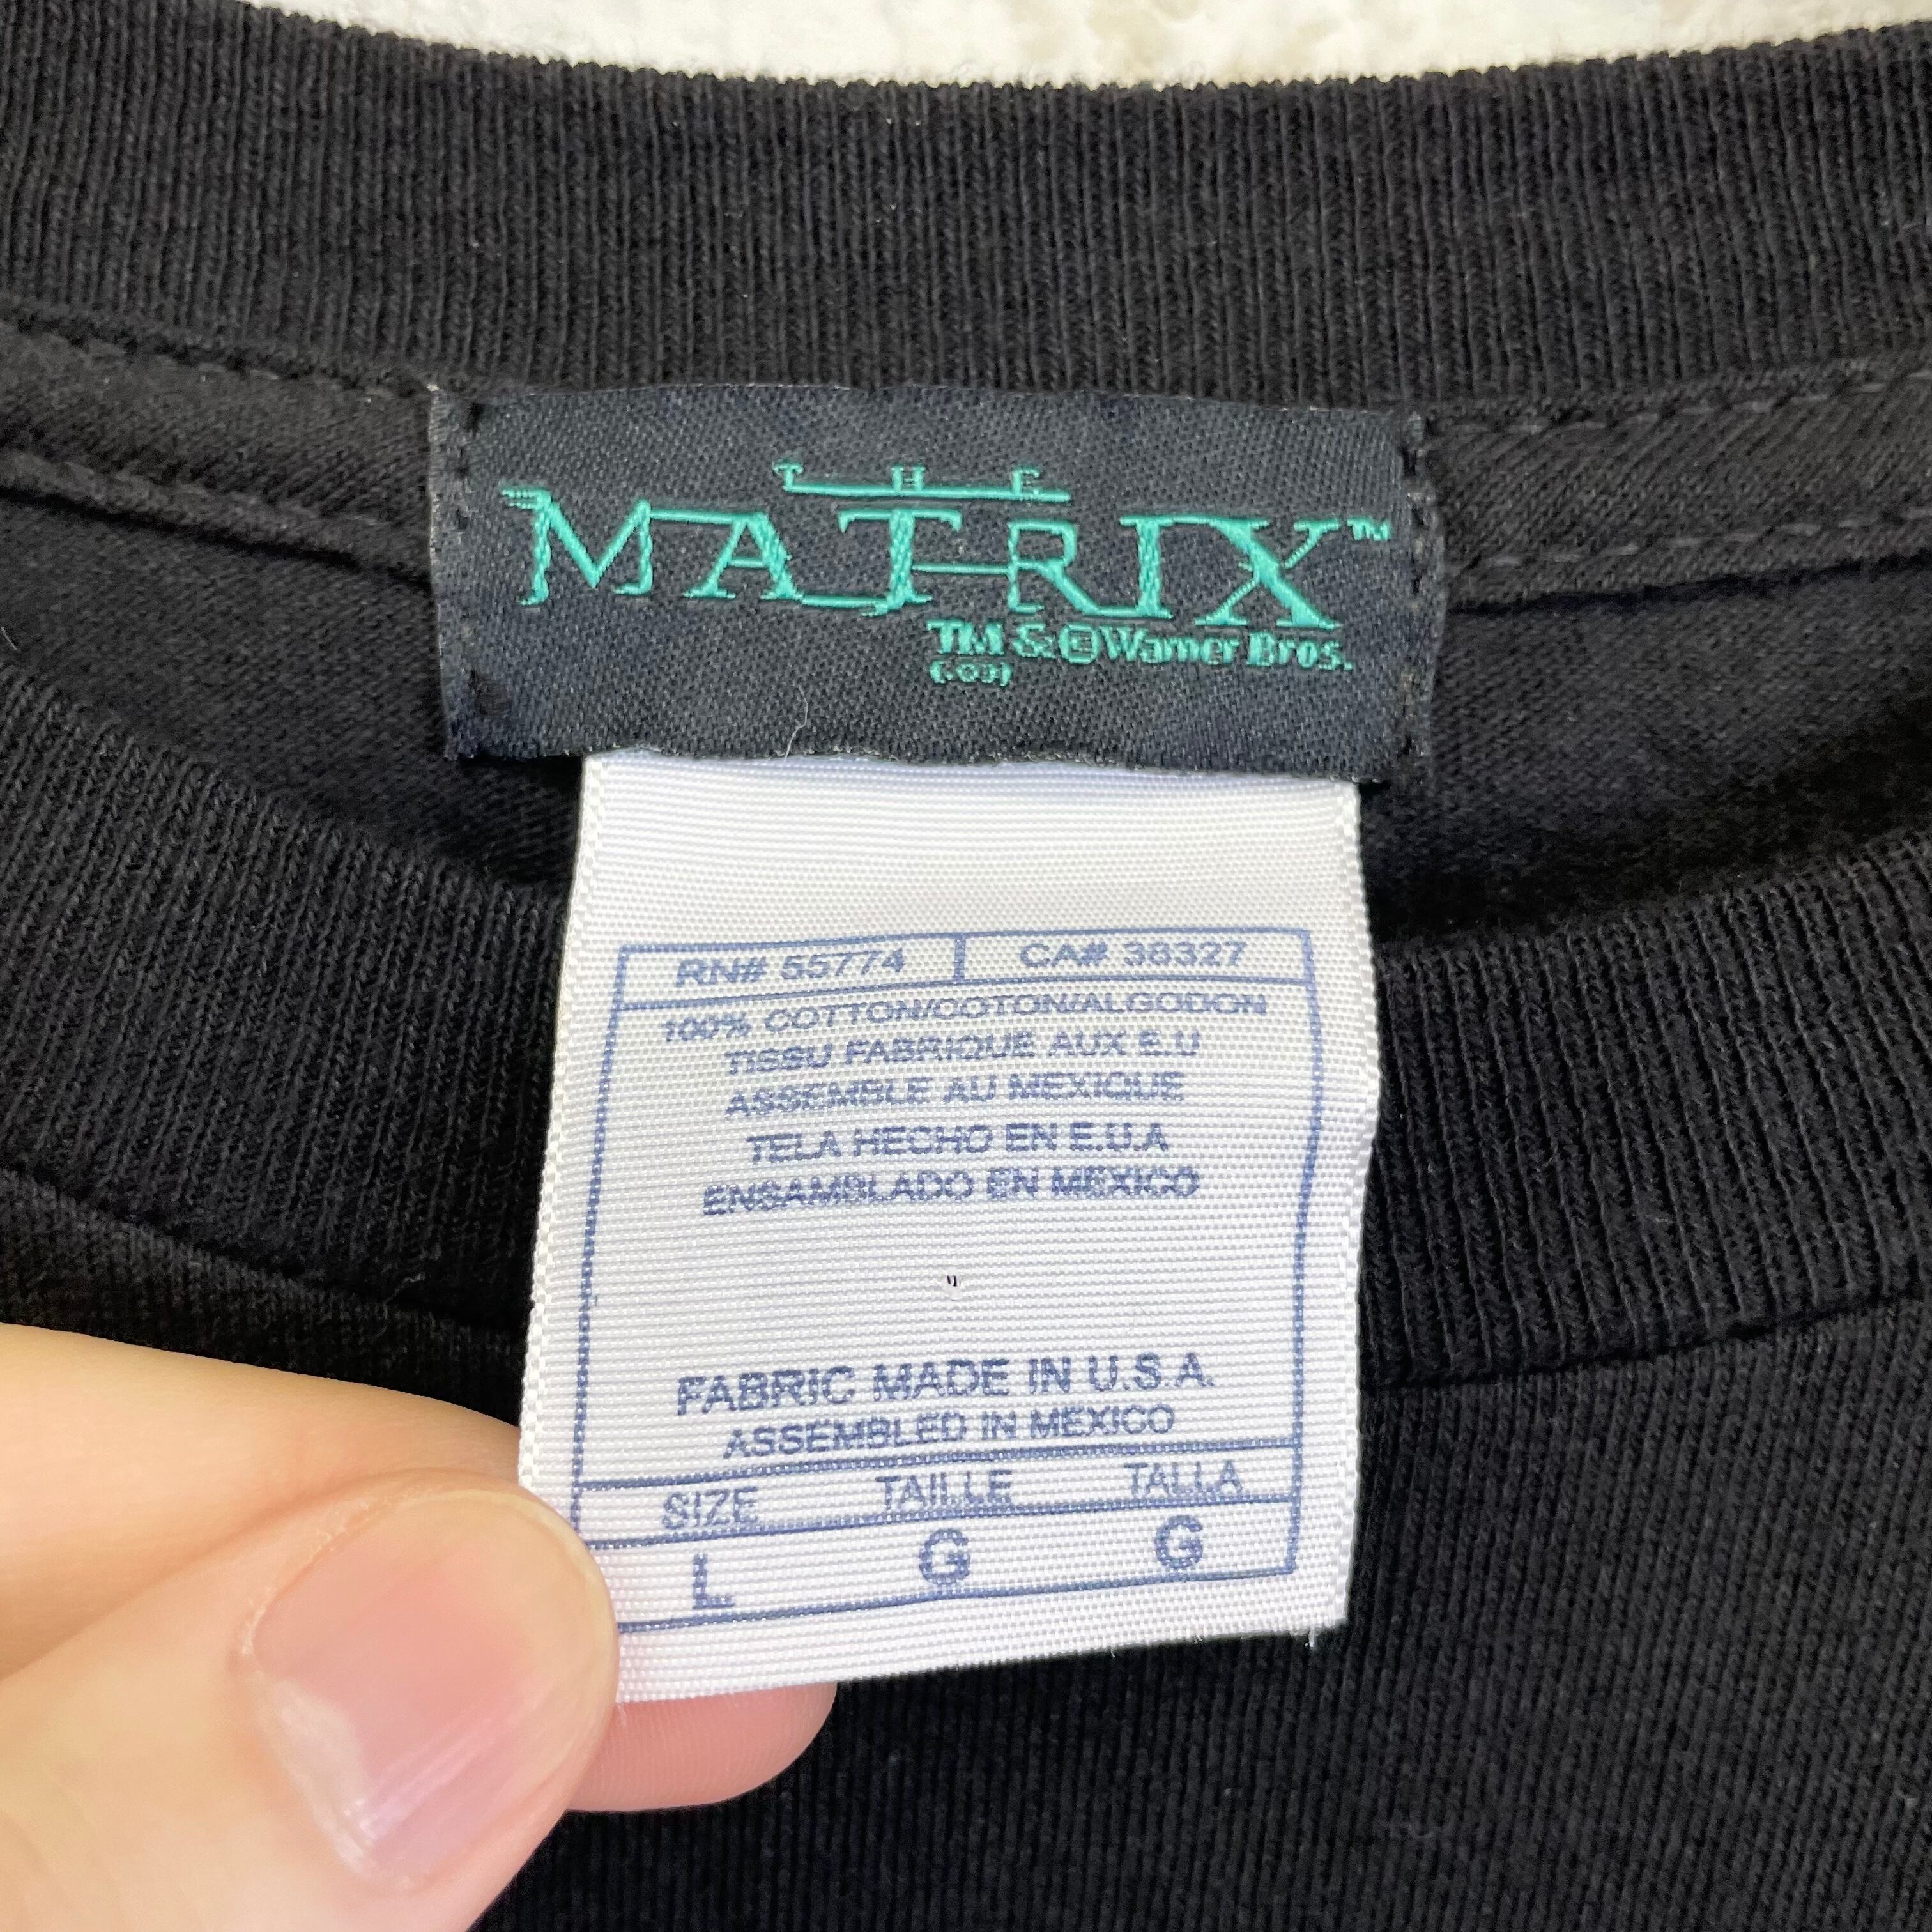 THE
MATRIX™
TM & © Warner Bros.
(s03)
RN# 55774 CA# 36327
100% COTTON/COTON/ALGODON
TISSU FABRIQUE AUX E.U
ASSEMBLE AU MEXIQUE
TELA HECHO EN E.U.A
ENSAMBLADO EN MEXICO
FABRIC MADE IN U.S.A.
ASSEMBLED IN MEXICO
SIZE TAILLE TALLA
L G G